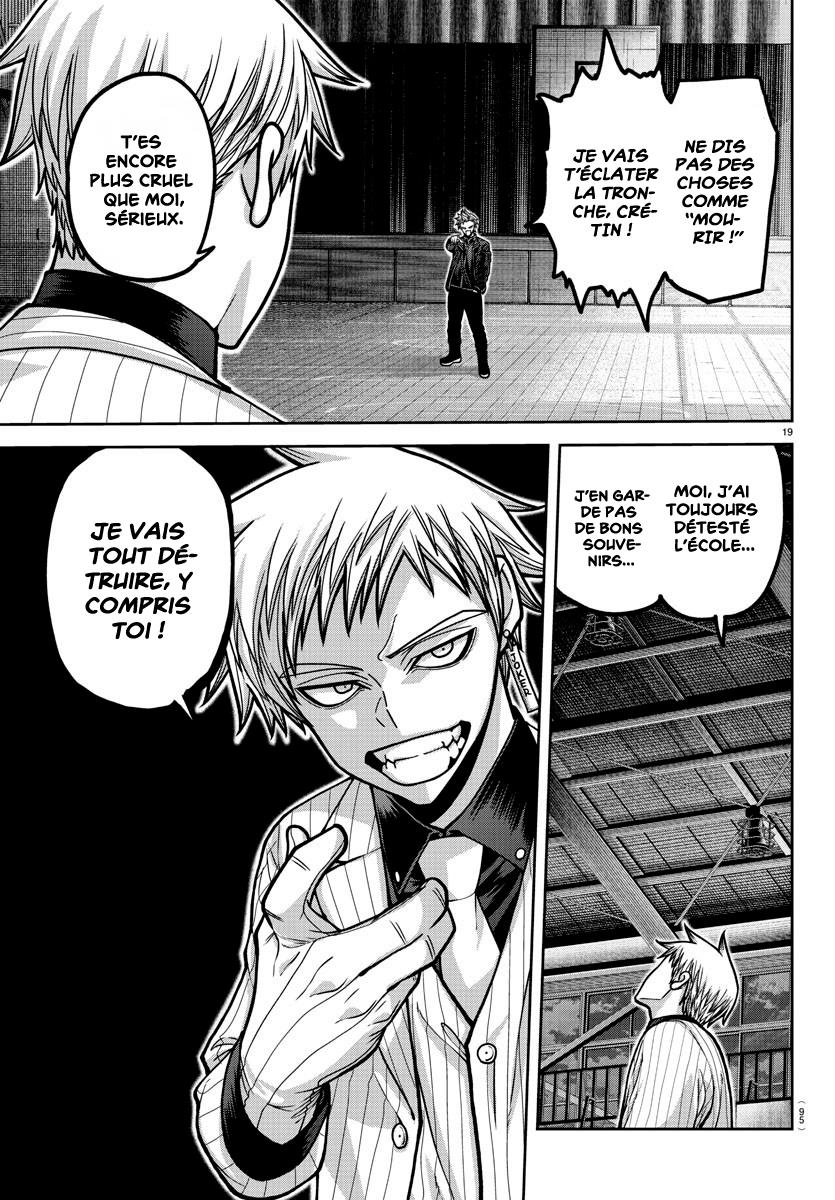 NE DIS
PAS DES
CHOSES
COMME
"MOU-
RIR !"
JE VAIS
T'ÉCLATER
LA TRON-
CHE, CRÉ-
TIN !
T'ES
ENCORE
PLUS CRUEL
QUE MOI,
SÉRIEUX.
19
MOI, J'AI
TOUJOURS
DÉTESTÉ
L'ÉCOLE...
J'EN GAR-
DE PAS
DE BONS
SOUVE-
NIRS...
JE VAIS
TOUT DÉ-
TRUIRE, Y
COMPRIS
TOI !
(95)